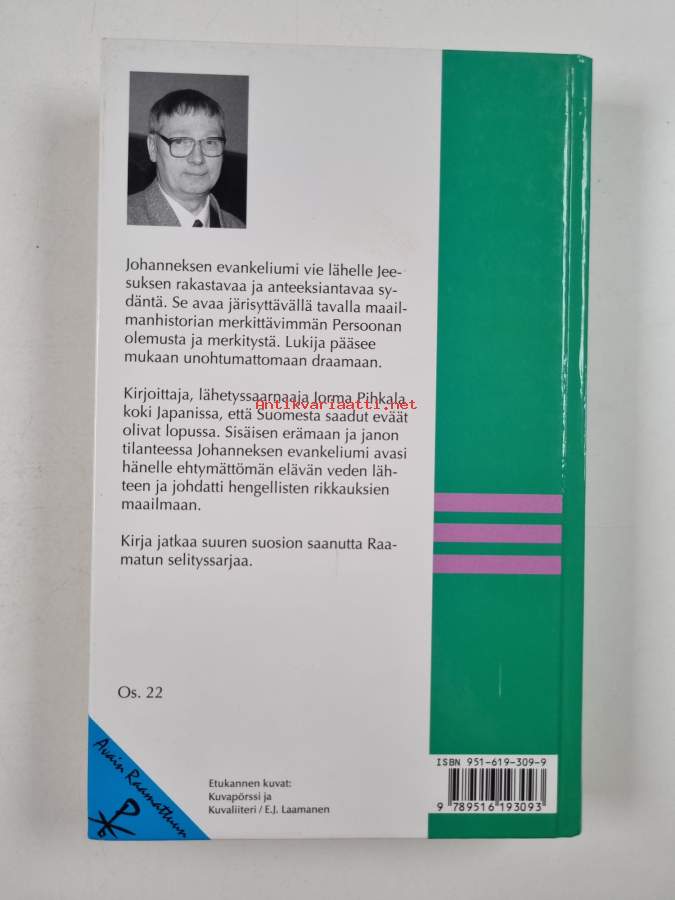 Johanneksen evankeliumi vie lähelle Jee-
suksen rakastavaa ja anteeksiantavaa sy-
däntä. Se avaa järisyttävällä tavalla maail-
manhistorian merkittävimmän Persoonan
olemusta ja merkitystä. Lukija pääsee
mukaan unohtumattomaan draamaan.
Kirjoittaja, lähetyssaarnaaja Jorma Pihkala
Antikvariaatti.net
koki Japanissa, että Suomesta saadut eväät
olivat lopussa. Sisäisen erämaan ja janon
tilanteessa Johanneksen evankeliumi avasi
hänelle ehtymättömän elävän veden läh-
teen ja johdatti hengellisten rikkauksien
maailmaan.
Kirja jatkaa suuren suosion saanutta Raa-
matun selityssarjaa.
Os. 22
Avain Raamattuun
Etukannen kuvat:
Kuvapörssi ja
Kuvaliiteri / E.J. Laamanen
ISBN 951-619-309-9
9 789516 193093